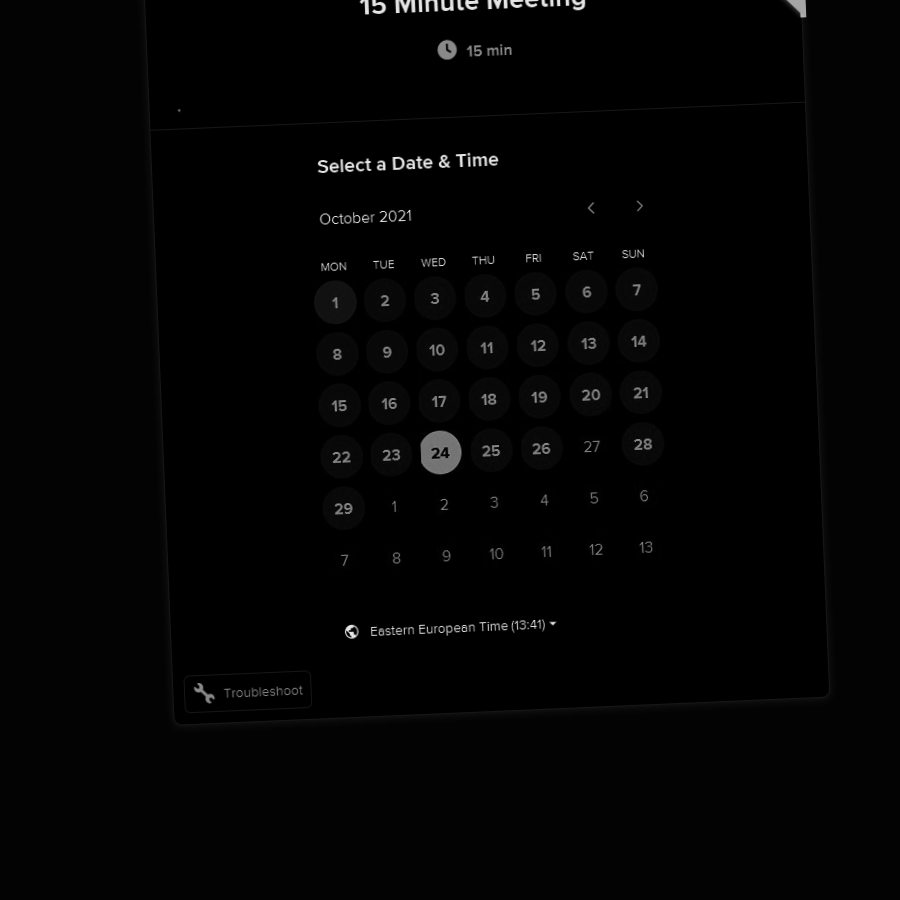 15 Minute Meeting
15 min
.
Select a Date & Time
October 2021
MON TUE WED THU FRI SAT SUN
1 2 3 4 5 6 7
8 9 10 11 12 13 14
15 16 17 18 19 20 21
22 23 24 25 26 27 28
29 1 2 3 4 5 6
7 8 9 10 11 12 13
Eastern European Time (13:41)
Troubleshoot